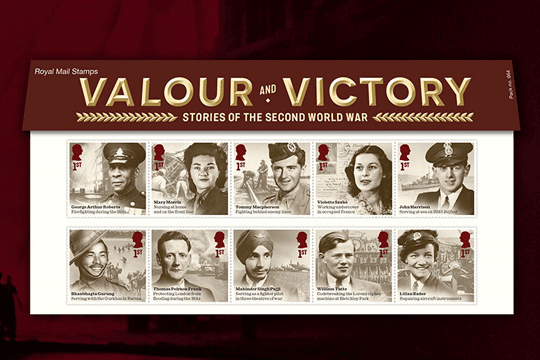 Royal Mail Stamps
VALOUR AND VICTORY
STORIES OF THE SECOND WORLD WAR
Pack no. 664
1ST
George Arthur Roberts
Firefighting during the Blitz
1ST
Mary Morris
Nursing at home
and on the front line
1ST
Tommy Macpherson
Fighting behind enemy lines
1ST
Violette Szabo
Working undercover
in occupied France
1ST
John Harrison
Serving at sea on HMS Belfast
1ST
Bhanbhagta Gurung
Serving with the Gurkhas in Burma
1ST
Thomas Peirson Frank
Protecting London from
flooding during the Blitz
1ST
Mahinder Singh Pujji
Serving as a fighter pilot
in three theatres of war
1ST
William Tutte
Codebreaking the Lorenz cipher
machine at Bletchley Park
1ST
Lilian Bader
Repairing aircraft instruments